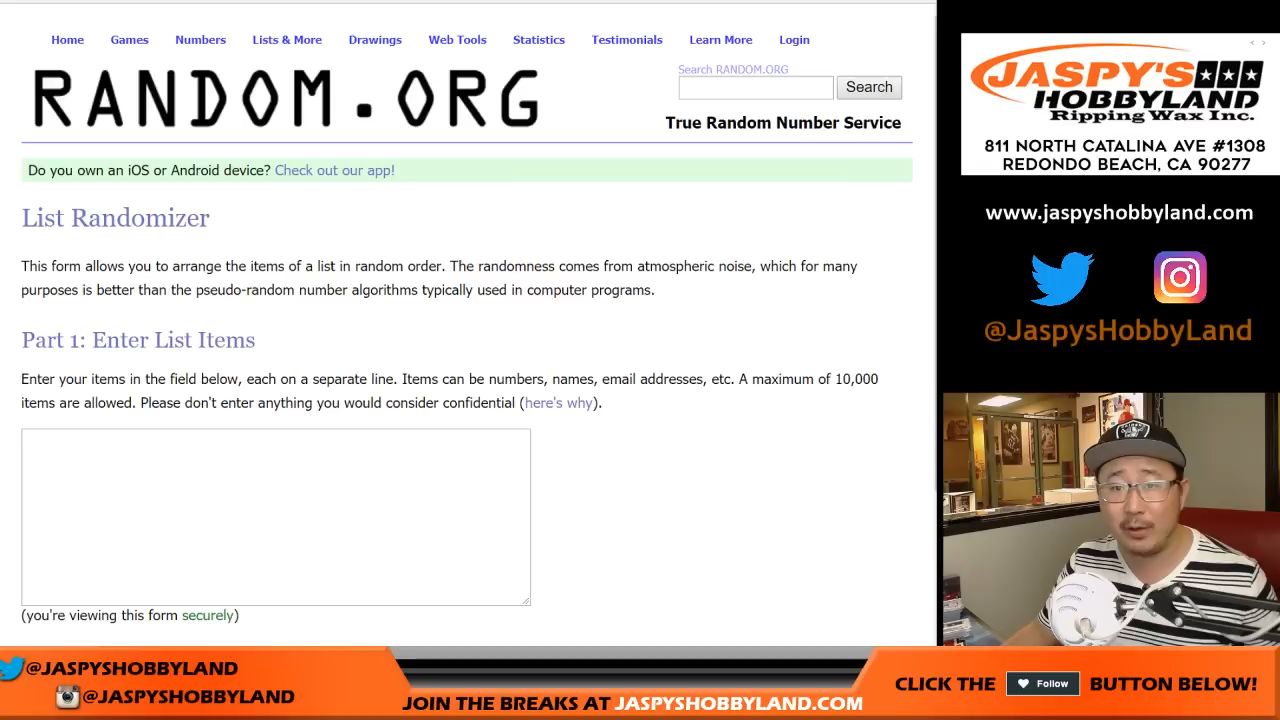 Home Games Numbers Lists & More Drawings Web Tools Statistics Testimonials Learn More Login
RANDOM.ORG
Search RANDOM.ORG
Search
True Random Number Service
Do you own an iOS or Android device? Check out our app!
List Randomizer
This form allows you to arrange the items of a list in random order. The randomness comes from atmospheric noise, which for many
purposes is better than the pseudo-random number algorithms typically used in computer programs.
Part 1: Enter List Items
Enter your items in the field below, each on a separate line. Items can be numbers, names, email addresses, etc. A maximum of 10,000
items are allowed. Please don't enter anything you would consider confidential (here's why).
(you're viewing this form securely)
JASPY'S
HOBBYLAND
Ripping Wax Inc.
811 NORTH CATALINA AVE #1308
REDONDO BEACH, CA 90277
www.jaspyshobbyland.com
@JaspysHobbyLand
@JASPYSHOBBYLAND
@JASPYSHOBBYLAND
JOIN THE BREAKS AT JASPYSHOBBYLAND.COM
CLICK THE Follow BUTTON BELOW!